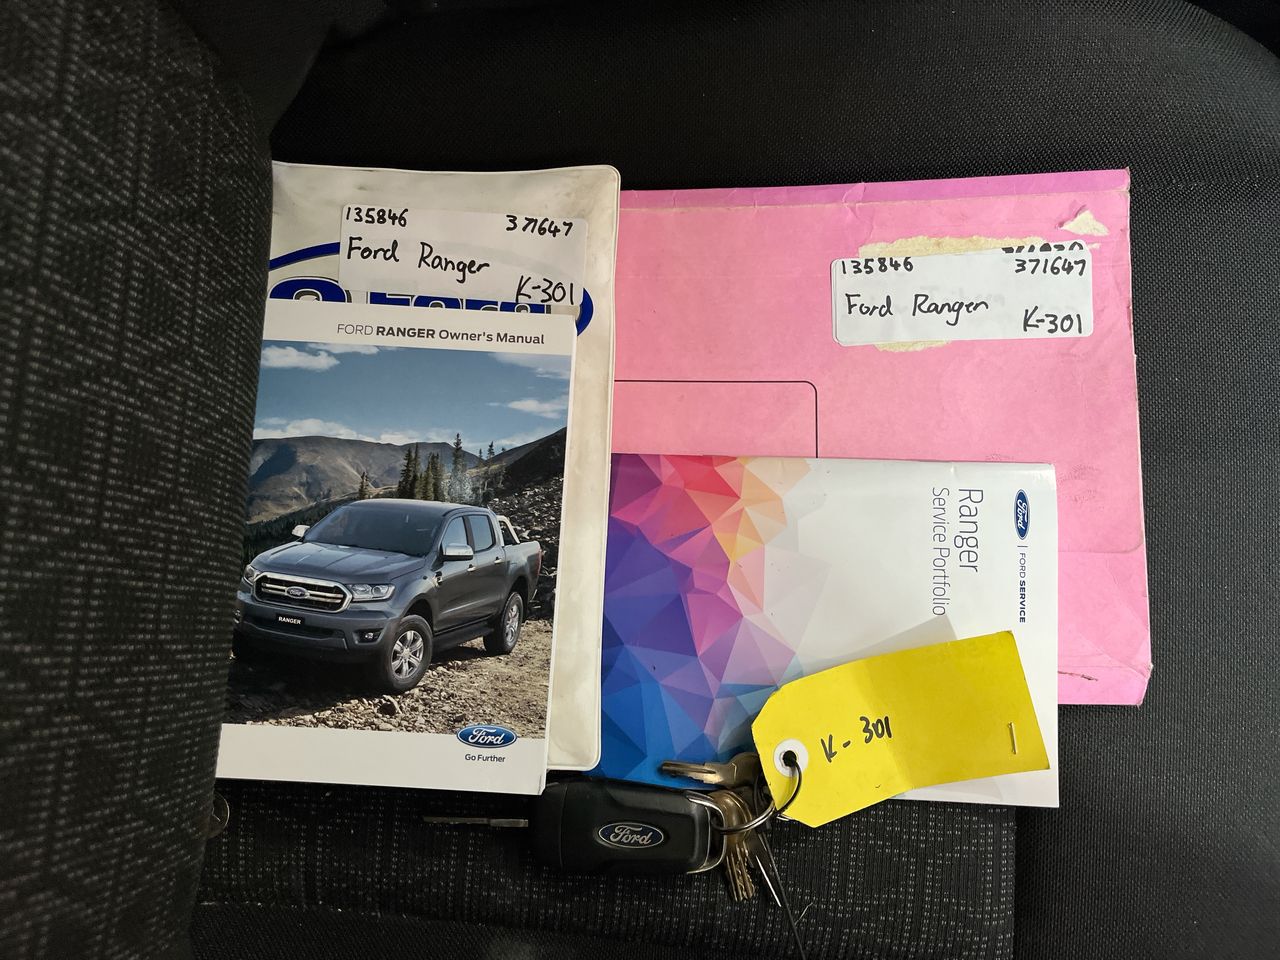 135846 371647
Ford Ranger
K-301
FORD RANGER Owner's Manual
Ford
RANGER
Ford
Go Further
135846 371647
Ford Ranger
K-301
Ford | FORD SERVICE
Ranger
Service Portfolio
K-301
Ford